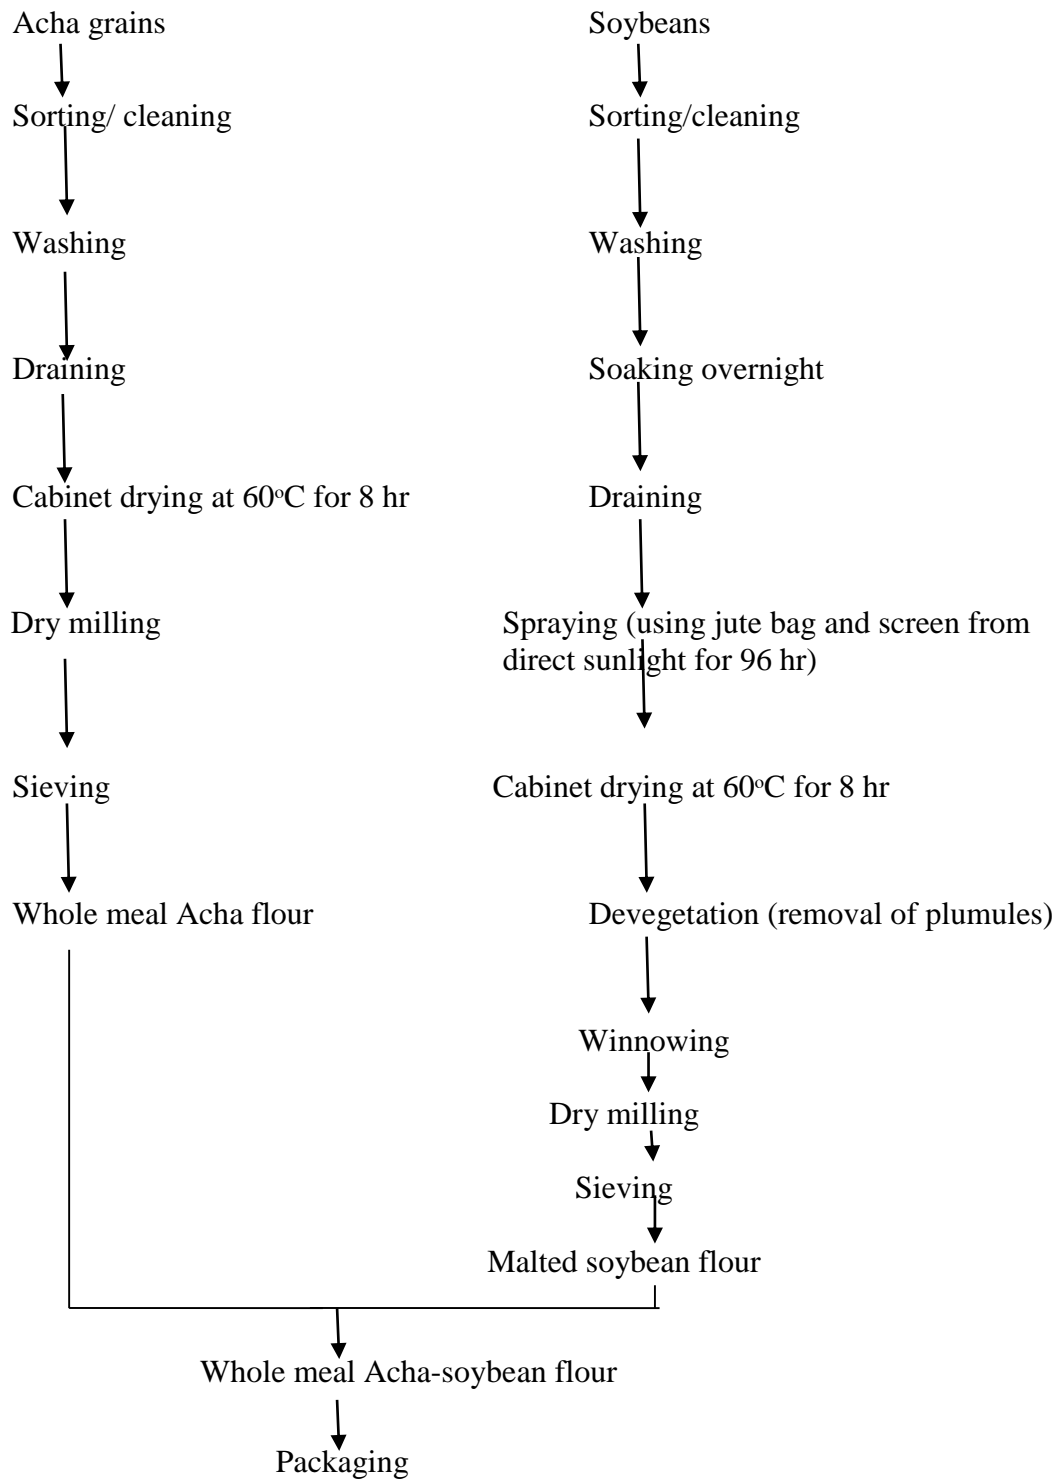 Acha grains
Soybeans
Sorting/ cleaning
Sorting/cleaning
Washing
Washing
Draining
Soaking overnight
Cabinet drying at 60°C for 8 hr
Draining
Dry milling
Spraying (using jute bag and screen from
direct sunlight for 96 hr)
Sieving
Cabinet drying at 60°C for 8 hr
Whole meal Acha flour
Devegetation (removal of plumules)
Winnowing
Dry milling
Sieving
Malted soybean flour
Whole meal Acha-soybean flour
Packaging